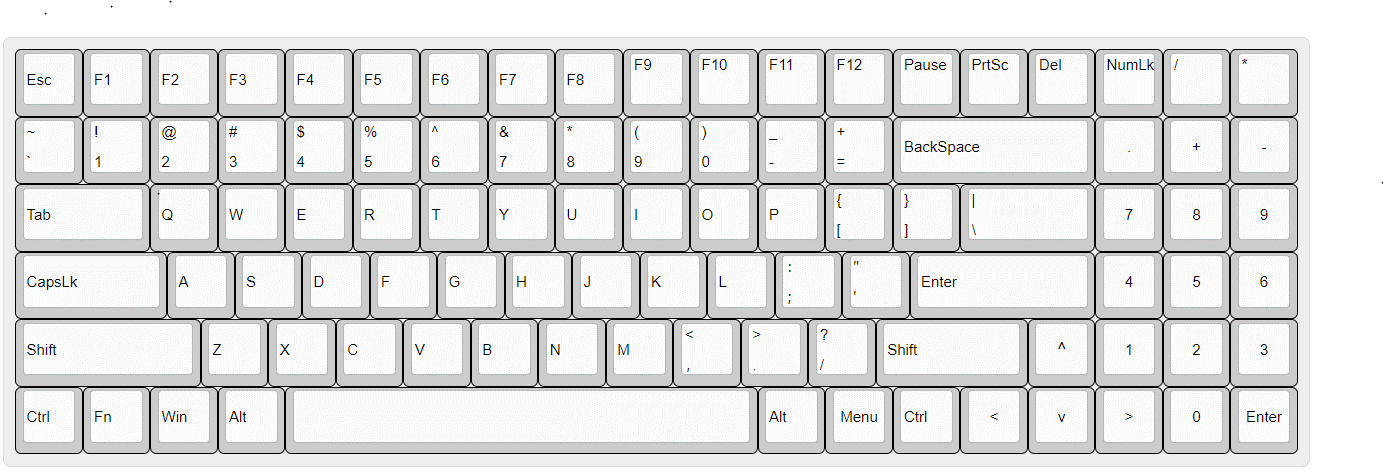 Esc F1 F2 F3 F4 F5 F6 F7 F8 F9 F10 F11 F12 Pause PrtSc Del NumLk / *
~ ! @ # $ % ^ & * ( ) _ +
` 1 2 3 4 5 6 7 8 9 0 - = BackSpace . + -
{ } |
Tab Q W E R T Y U I O P [ ] \ 7 8 9
: "
CapsLk A S D F G H J K L ; ' Enter 4 5 6
< > ?
Shift Z X C V B N M , . / Shift ^ 1 2 3
Ctrl Fn Win Alt Alt Menu Ctrl < v > 0 Enter